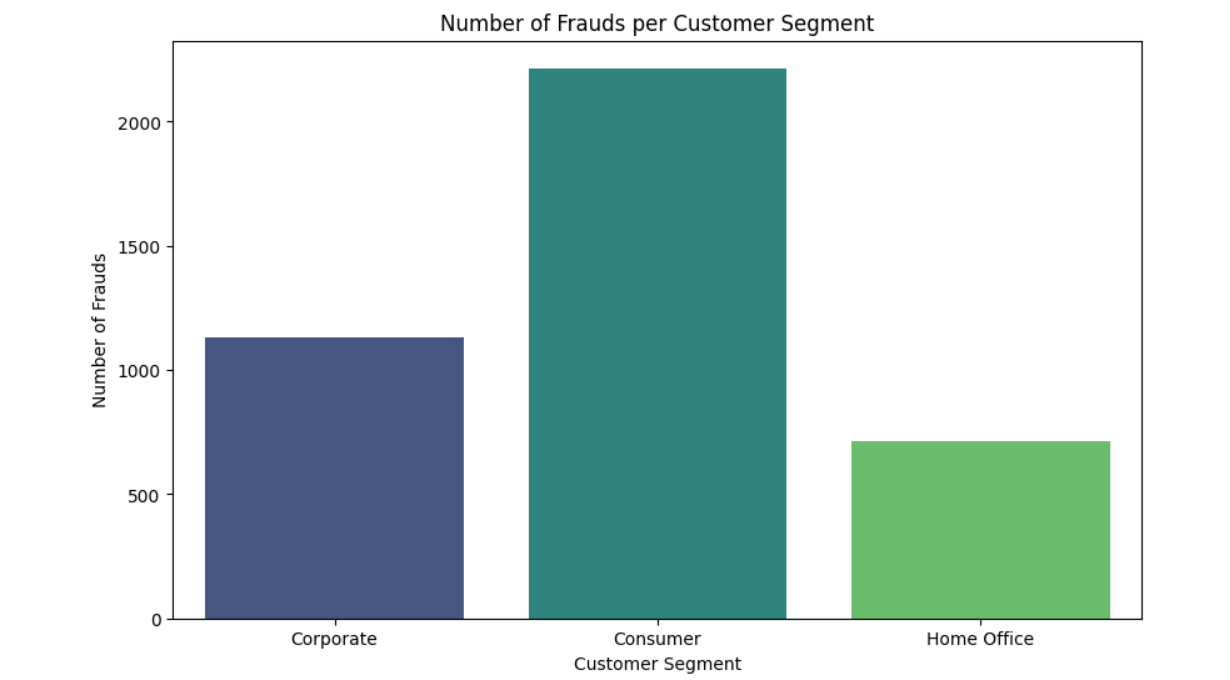 Number of Frauds per Customer Segment
Number of Frauds
2000
1500
1000
500
0
Corporate
Consumer
Home Office
Customer Segment